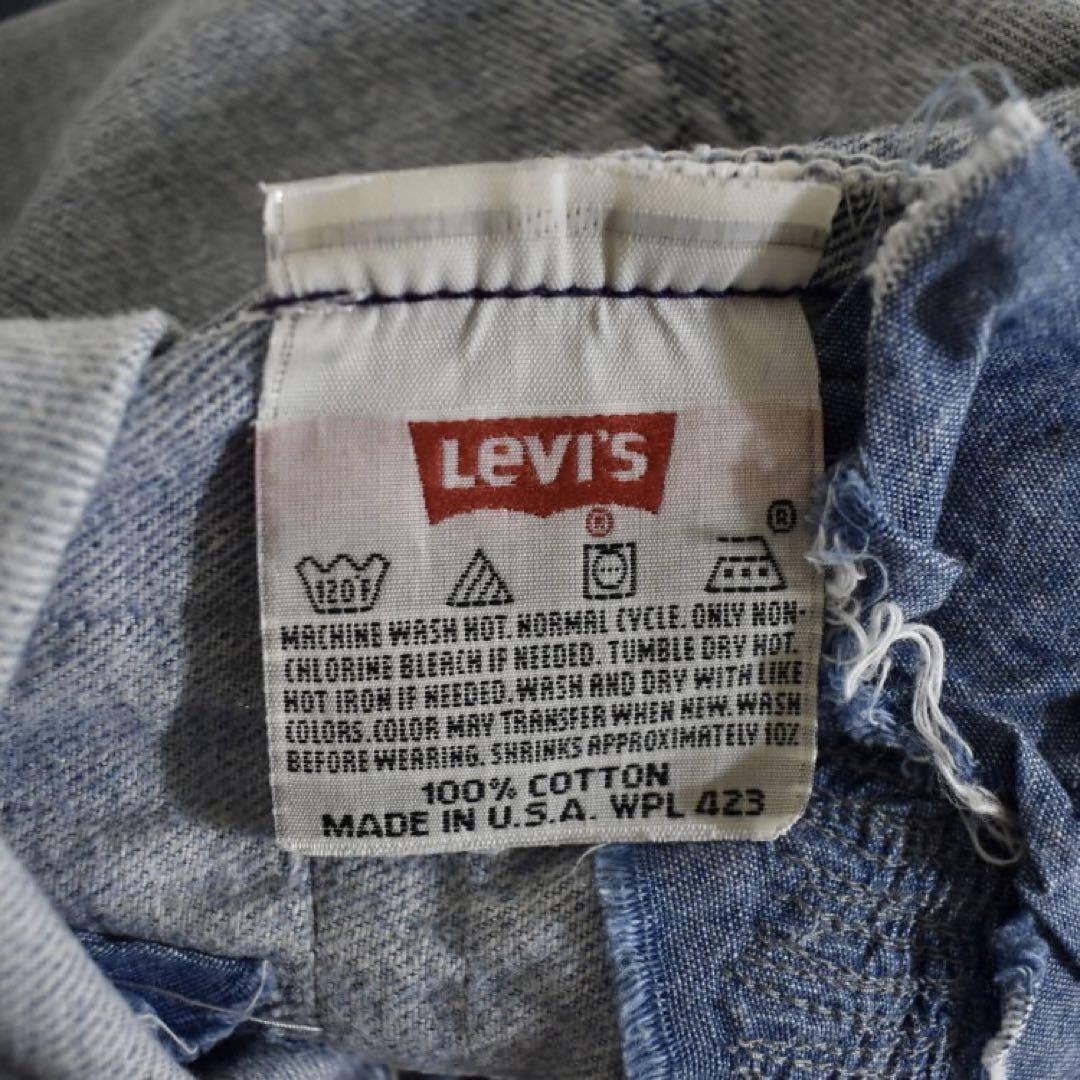 LEVI'S
®
®
120F
MACHINE WASH HOT. NORMAL CYCLE. ONLY NON-
CHLORINE BLEACH IF NEEDED. TUMBLE DRY HOT.
HOT IRON IF NEEDED. WASH AND DRY WITH LIKE
COLORS. COLOR MAY TRANSFER WHEN NEW. WASH
BEFORE WEARING. SHRINKS APPROXIMATELY 10%
100% COTTON
MADE IN U.S.A. WPL 423